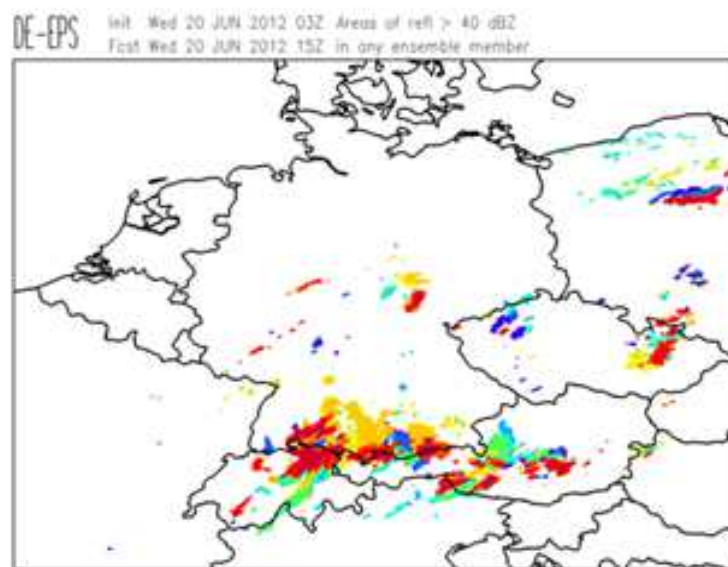 DE-EPS
Init Wed 20 JUN 2012 03Z Areas of refl > 40 dBZ
Fcst Wed 20 JUN 2012 15Z in any ensemble member